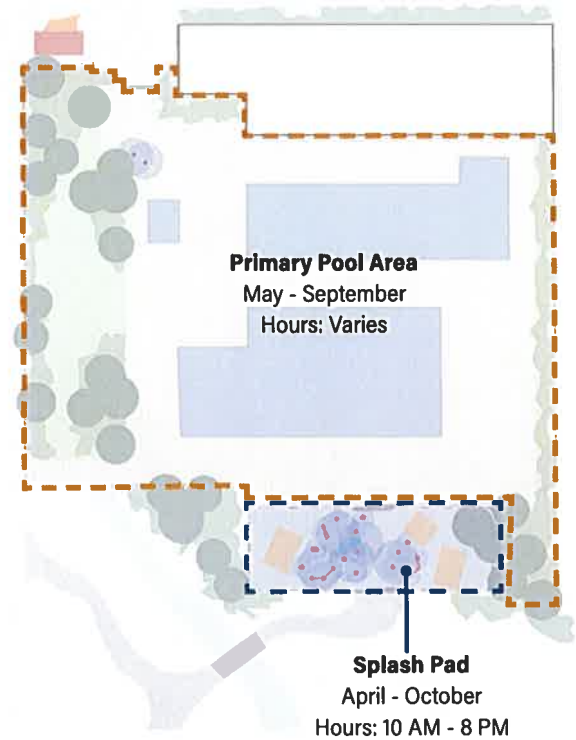 Primary Pool Area
May - September
Hours: Varies
Splash Pad
April - October
Hours: 10 AM - 8 PM